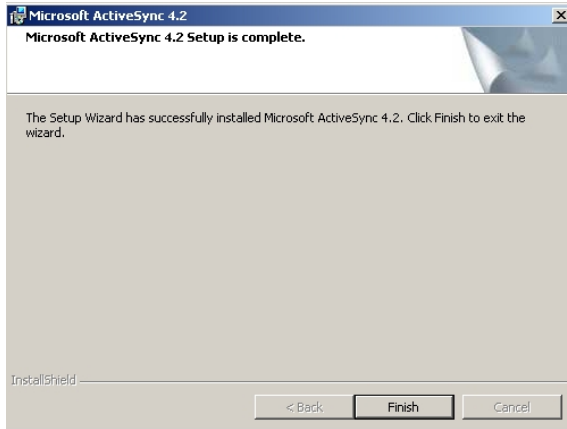 Microsoft ActiveSync 4.2
Microsoft ActiveSync 4.2 Setup is complete.
The Setup Wizard has successfully installed Microsoft ActiveSync 4.2. Click Finish to exit the
wizard.
InstallShield
< Back Finish Cancel